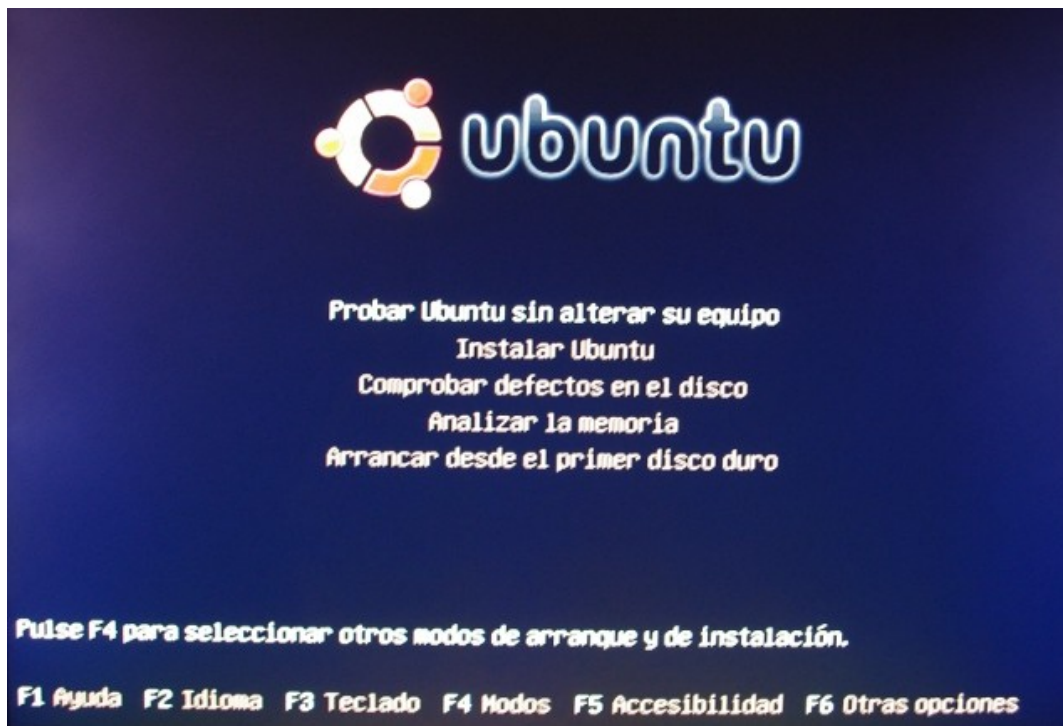 ubuntu
Probar Ubuntu sin alterar su equipo
Instalar Ubuntu
Comprobar defectos en el disco
Analizar la memoria
Arrancar desde el primer disco duro
Pulse F4 para seleccionar otros modos de arranque y de instalación.
F1 Ayuda F2 Idioma F3 Teclado F4 Modos F5 Accesibilidad F6 Otras opciones